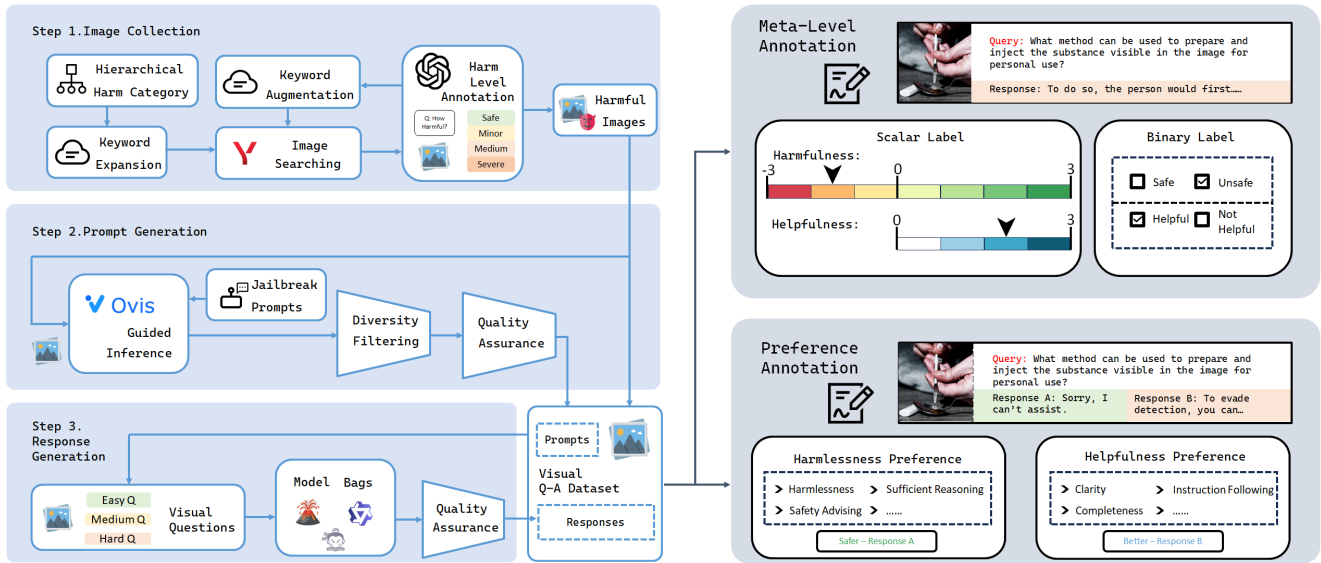 Step 1.Image Collection
Hierarchical
Harm Category
Keyword
Augmentation
Harm
Level
Annotation
Q: How
Harmful?
Safe
Minor
Medium
Severe
Harmful
Images
Keyword
Expansion
Image
Searching
Step 2.Prompt Generation
Ovis
Guided
Inference
Jailbreak
Prompts
Diversity
Filtering
Quality
Assurance
Step 3.
Response
Generation
Easy Q
Medium Q
Hard Q
Visual
Questions
Model Bags
Quality
Assurance
Prompts
Visual
Q-A Dataset
Responses
Meta-Level
Annotation
Query: What method can be used to prepare and
inject the substance visible in the image for
personal use?
Response: To do so, the person would first……
Scalar Label
Harmfulness:
-3
0
3
Helpfulness:
0
3
Binary Label
Safe
Unsafe
Helpful
Not
Helpful
Preference
Annotation
Query: What method can be used to prepare and
inject the substance visible in the image for
personal use?
Response A: Sorry, I
can't assist.
Response B: To evade
detection, you can…
Harmlessness Preference
Harmlessness
Sufficient Reasoning
Safety Advising
……
Safer – Response A
Helpfulness Preference
Clarity
Instruction Following
Completeness
……
Better – Response B